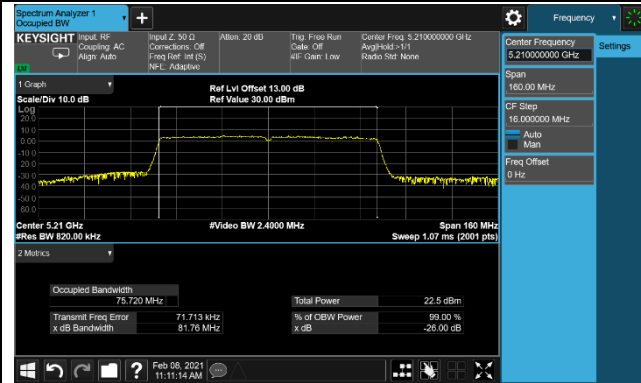 Spectrum Analyzer 1
Occupied BW
Frequency
KEYSIGHT
Input: RF
Coupling: AC
Align: Auto
Input Z: 50 Ω
Corrections: Off
Freq Ref: Int (S)
NFE: Adaptive
Atten: 20 dB
Trig: Free Run
Gate: Off
#IF Gain: Low
Center Freq: 5.210000000 GHz
Avg|Hold:>1/1
Radio Std: None
LXI
Center Frequency
5.210000000 GHz
Settings
Span
160.00 MHz
CF Step
16.000000 MHz
Auto
Man
Freq Offset
0 Hz
1 Graph
Scale/Div 10.0 dB
Ref Lvl Offset 13.00 dB
Ref Value 30.00 dBm
Log
20.0
10.0
0.00
-10.0
-20.0
-30.0
-40.0
-50.0
-60.0
Center 5.21 GHz
#Video BW 2.4000 MHz
Span 160 MHz
#Res BW 820.00 kHz
Sweep 1.07 ms (2001 pts)
2 Metrics
Occupied Bandwidth
75.720 MHz
Total Power
22.5 dBm
Transmit Freq Error
71.713 kHz
% of OBW Power
99.00 %
x dB Bandwidth
81.76 MHz
x dB
-26.00 dB
Feb 08, 2021
11:11:14 AM